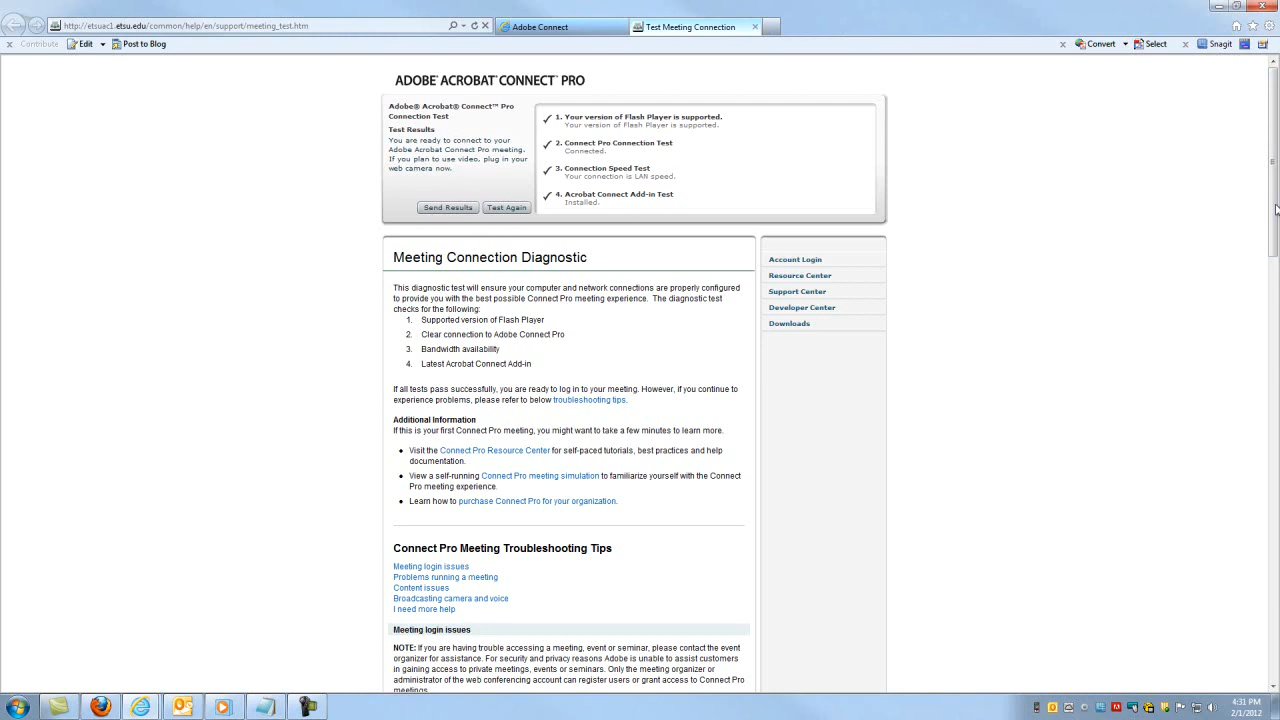 http://etsuac1.etsu.edu/common/help/en/support/meeting_test.htm
Adobe Connect
Test Meeting Connection
Contribute
Edit
Post to Blog
Convert
Select
Snagit
ADOBE® ACROBAT® CONNECT™ PRO
Adobe® Acrobat® Connect™ Pro
Connection Test
Test Results
You are ready to connect to your
Adobe Acrobat Connect Pro meeting.
If you plan to use video, plug in your
web camera now.
Send Results
Test Again
1. Your version of Flash Player is supported.
Your version of Flash Player is supported.
2. Connect Pro Connection Test
Connected.
3. Connection Speed Test
Your connection is LAN speed.
4. Acrobat Connect Add-in Test
Installed.
Meeting Connection Diagnostic
This diagnostic test will ensure your computer and network connections are properly configured
to provide you with the best possible Connect Pro meeting experience. The diagnostic test
checks for the following:
1. Supported version of Flash Player
2. Clear connection to Adobe Connect Pro
3. Bandwidth availability
4. Latest Acrobat Connect Add-in
If all tests pass successfully, you are ready to log in to your meeting. However, if you continue to
experience problems, please refer to below troubleshooting tips.
Additional Information
If this is your first Connect Pro meeting, you might want to take a few minutes to learn more.
• Visit the Connect Pro Resource Center for self-paced tutorials, best practices and help
documentation.
• View a self-running Connect Pro meeting simulation to familiarize yourself with the Connect
Pro meeting experience.
• Learn how to purchase Connect Pro for your organization.
Connect Pro Meeting Troubleshooting Tips
Meeting login issues
Problems running a meeting
Content issues
Broadcasting camera and voice
I need more help
Meeting login issues
NOTE: If you are having trouble accessing a meeting, event or seminar, please contact the event
organizer for assistance. For security and privacy reasons Adobe is unable to assist customers
in gaining access to private meetings, events or seminars. Only the meeting organizer or
administrator of the web conferencing account can register users or grant access to Connect Pro
meetings.
Account Login
Resource Center
Support Center
Developer Center
Downloads
4:31 PM
2/1/2012